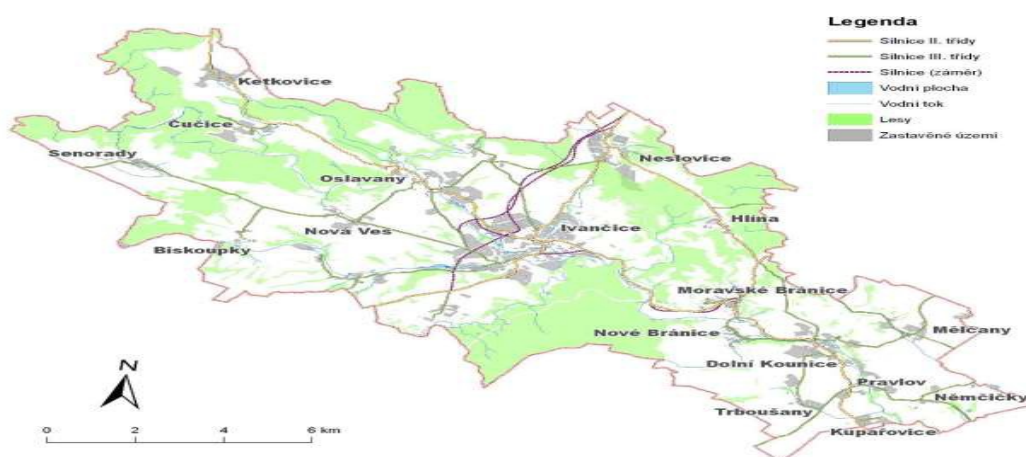 Legenda
Silnice II. třídy
Silnice III. třídy
Silnice (záměr)
Vodní plocha
Vodní tok
Lesy
Zastavěné území
Ketkovice
Čučice
Senorady
Neslovice
Oslavany
Hlína
Nová Ves
Ivančice
Biskoupky
Moravské Bránice
Nové Bránice
Mělčany
Dolní Kounice
Pravlov
Němčičky
Trboušany
Kupařovice
N
0 2 4 6 km